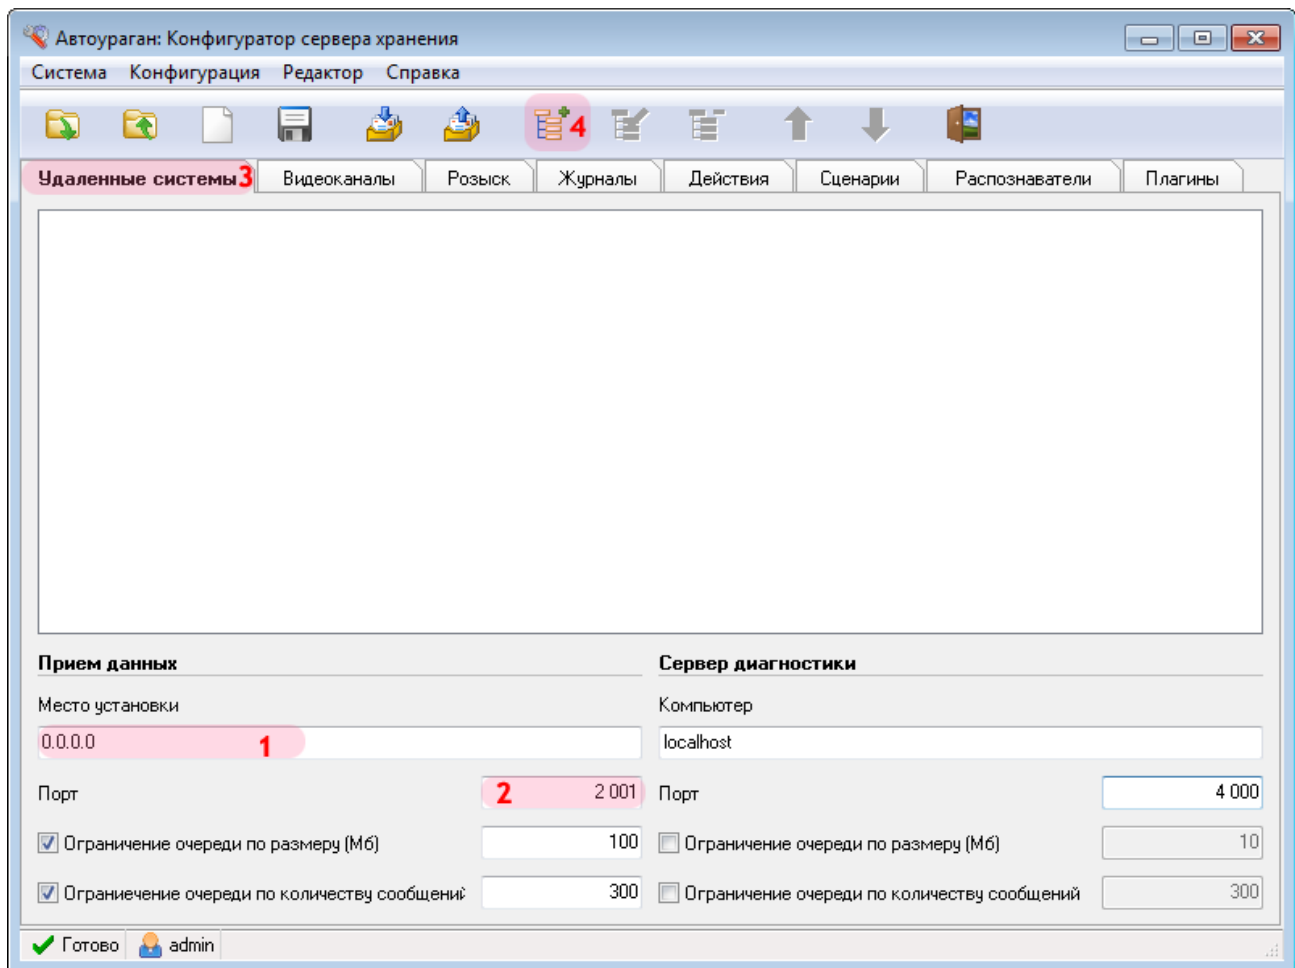 Автоураган: Конфигуратор сервера хранения
Система Конфигурация Редактор Справка
4
Удаленные системы 3 Видеоканалы Розыск Журналы Действия Сценарии Распознаватели Плагины
Прием данных Сервер диагностики
Место установки Компьютер
0.0.0.0 1 localhost
Порт 2 2 001 Порт 4 000
Ограничение очереди по размеру (Мб) 100 Ограничение очереди по размеру (Мб) 10
Ограниечение очереди по количеству сообщений 300 Ограничение очереди по количеству сообщений 300
Готово admin